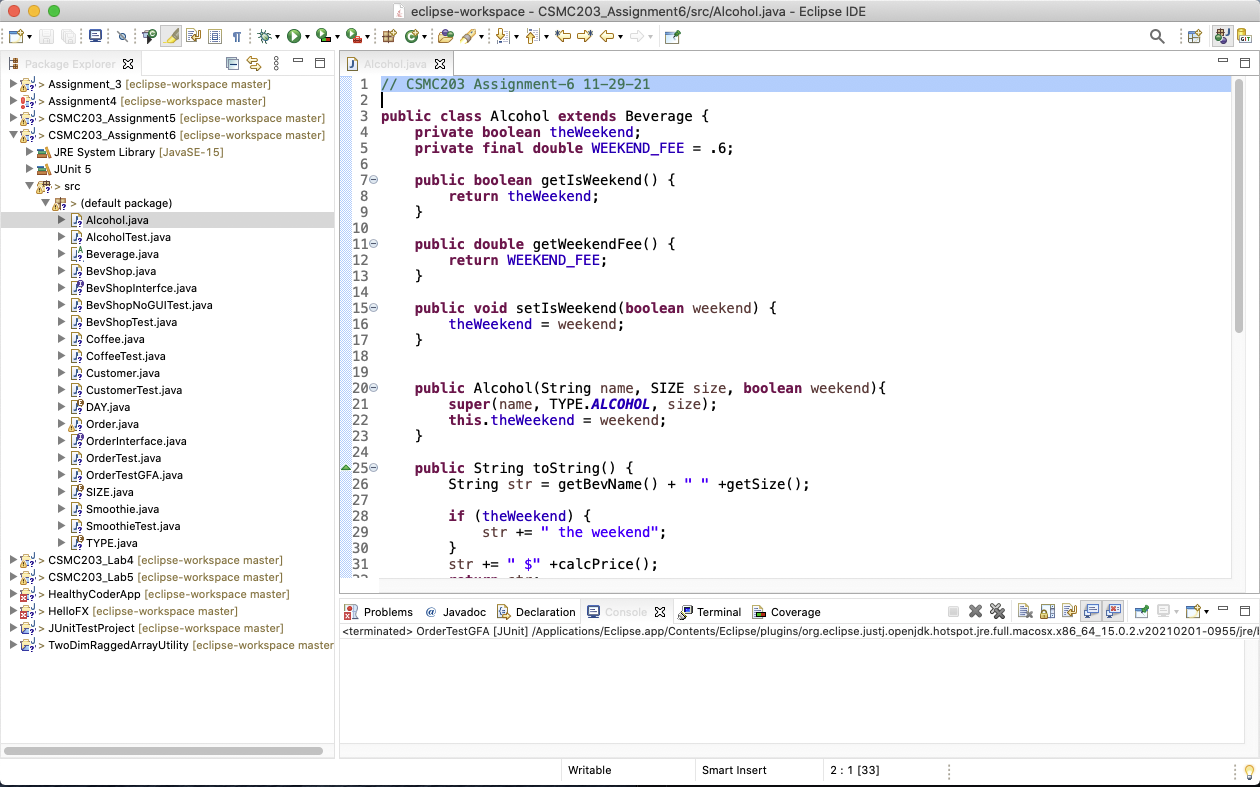 eclipse-workspace - CSMC203_Assignment6/src/Alcohol.java - Eclipse IDE
Package Explorer
> Assignment_3 [eclipse-workspace master]
> Assignment4 [eclipse-workspace master]
> CSMC203_Assignment5 [eclipse-workspace master]
> CSMC203_Assignment6 [eclipse-workspace master]
JRE System Library [JavaSE-15]
JUnit 5
> src
> (default package)
Alcohol.java
AlcoholTest.java
Beverage.java
BevShop.java
BevShopInterfce.java
BevShopNoGUITest.java
BevShopTest.java
Coffee.java
CoffeeTest.java
Customer.java
CustomerTest.java
DAY.java
Order.java
OrderInterface.java
OrderTest.java
OrderTestGFA.java
SIZE.java
Smoothie.java
SmoothieTest.java
TYPE.java
> CSMC203_Lab4 [eclipse-workspace master]
> CSMC203_Lab5 [eclipse-workspace master]
> HealthyCoderApp [eclipse-workspace master]
> HelloFX [eclipse-workspace master]
> JUnitTestProject [eclipse-workspace master]
> TwoDimRaggedArrayUtility [eclipse-workspace master
Alcohol.java
1 // CSMC203 Assignment-6 11-29-21
2
3 public class Alcohol extends Beverage {
4 private boolean theWeekend;
5 private final double WEEKEND_FEE = .6;
6
7 public boolean getIsWeekend() {
8 return theWeekend;
9 }
10
11 public double getWeekendFee() {
12 return WEEKEND_FEE;
13 }
14
15 public void setIsWeekend(boolean weekend) {
16 theWeekend = weekend;
17 }
18
19
20 public Alcohol(String name, SIZE size, boolean weekend){
21 super(name, TYPE.ALCOHOL, size);
22 this.theWeekend = weekend;
23 }
24
25 public String toString() {
26 String str = getBevName() + " " +getSize();
27
28 if (theWeekend) {
29 str += " the weekend";
30 }
31 str += " $" +calcPrice();
Problems @ Javadoc Declaration Console Terminal Coverage
<terminated> OrderTestGFA [JUnit] /Applications/Eclipse.app/Contents/Eclipse/plugins/org.eclipse.justj.openjdk.hotspot.jre.full.macosx.x86_64_15.0.2.v20210201-0955/jre/
Writable Smart Insert 2 : 1 [33]